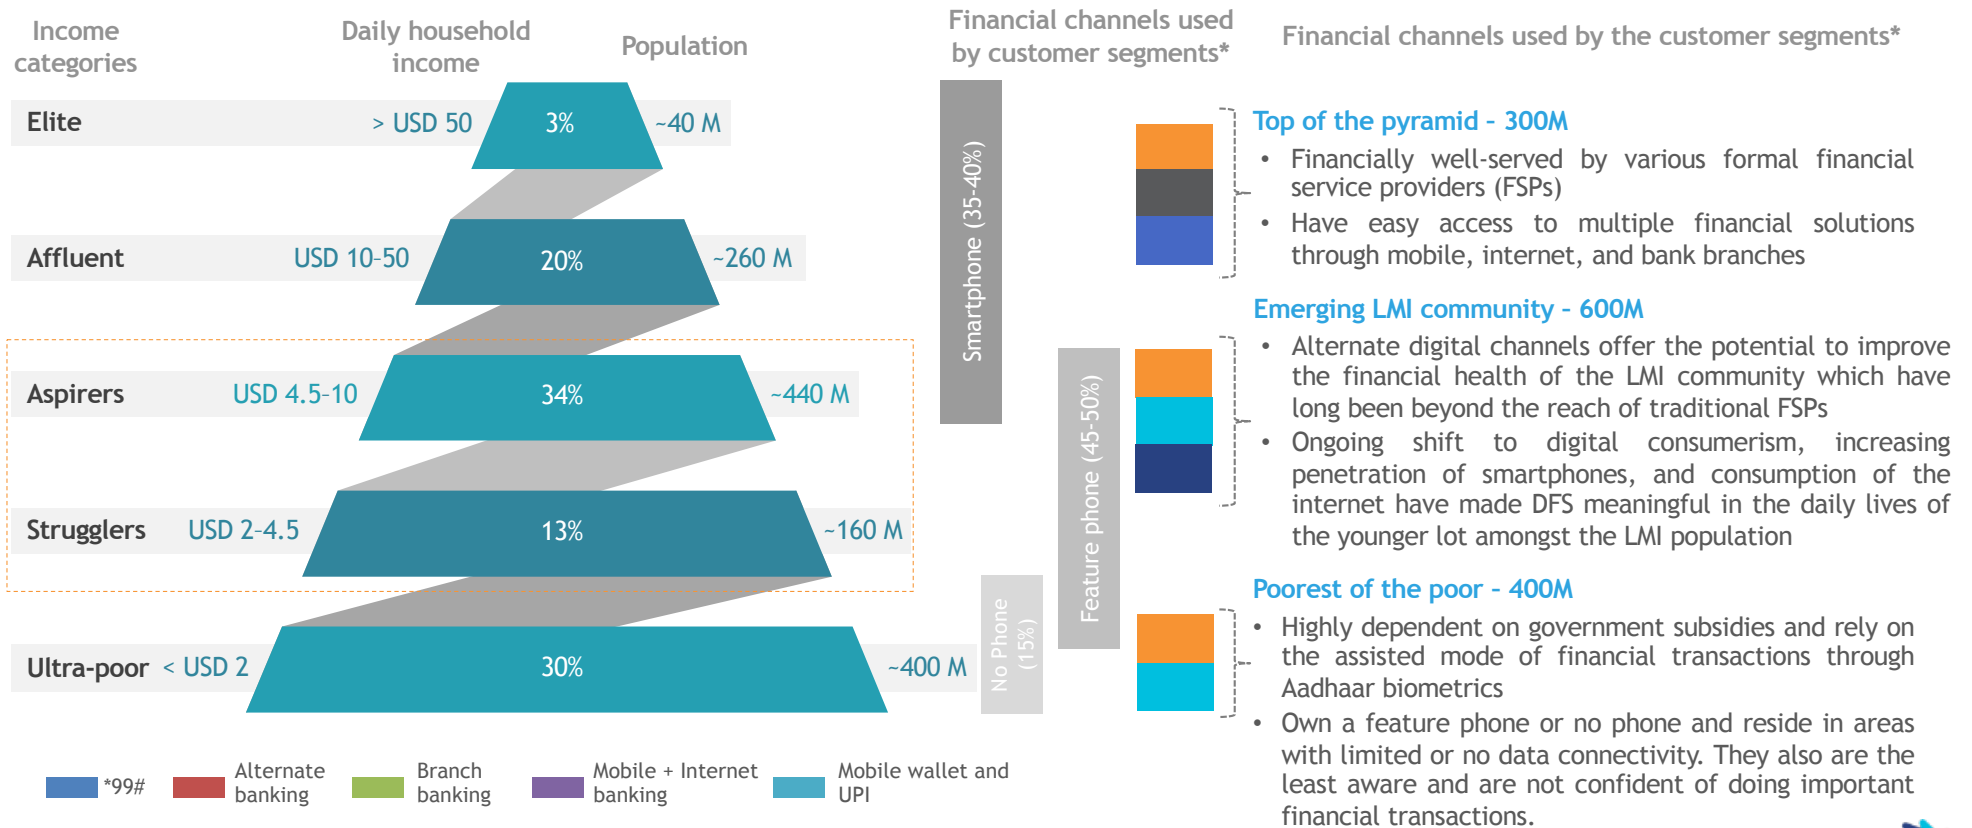 Income
categories
Daily household
income
Population
Financial channels used
by customer segments*
Financial channels used by the customer segments*
Elite
> USD 50
3%
~40 M
Affluent
USD 10-50
20%
~260 M
Aspirers
USD 4.5-10
34%
~440 M
Strugglers
USD 2-4.5
13%
~160 M
Ultra-poor
< USD 2
30%
~400 M
Smartphone (35-40%)
Feature phone (45-50%)
No Phone
(15%)
Top of the pyramid – 300M
• Financially well-served by various formal financial
service providers (FSPs)
• Have easy access to multiple financial solutions
through mobile, internet, and bank branches
Emerging LMI community – 600M
• Alternate digital channels offer the potential to improve
the financial health of the LMI community which have
long been beyond the reach of traditional FSPs
• Ongoing shift to digital consumerism, increasing
penetration of smartphones, and consumption of the
internet have made DFS meaningful in the daily lives of
the younger lot amongst the LMI population
Poorest of the poor – 400M
• Highly dependent on government subsidies and rely on
the assisted mode of financial transactions through
Aadhaar biometrics
• Own a feature phone or no phone and reside in areas
with limited or no data connectivity. They also are the
least aware and are not confident of doing important
financial transactions.
*99#
Alternate
banking
Branch
banking
Mobile + Internet
banking
Mobile wallet and
UPI